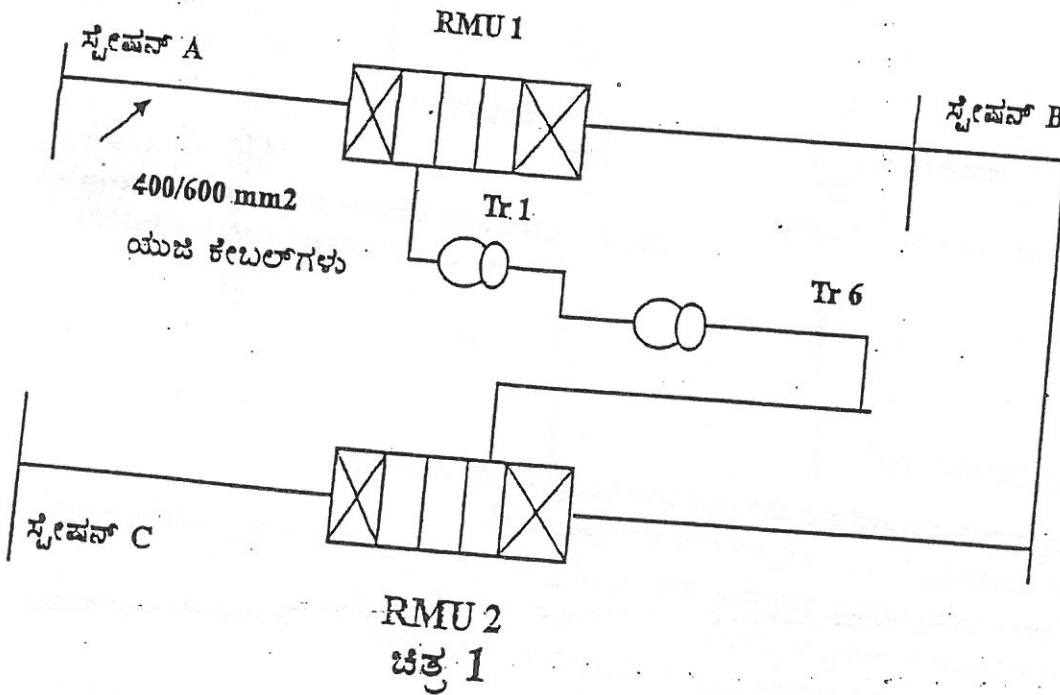 RMU 1
ಸ್ಟೇಷನ್ A
ಸ್ಟೇಷನ್ B
400/600 mm2
ಯುಜಿ ಕೇಬಲ್‌ಗಳು
Tr 1
Tr 6
ಸ್ಟೇಷನ್ C
RMU 2
ಚಿತ್ರ 1